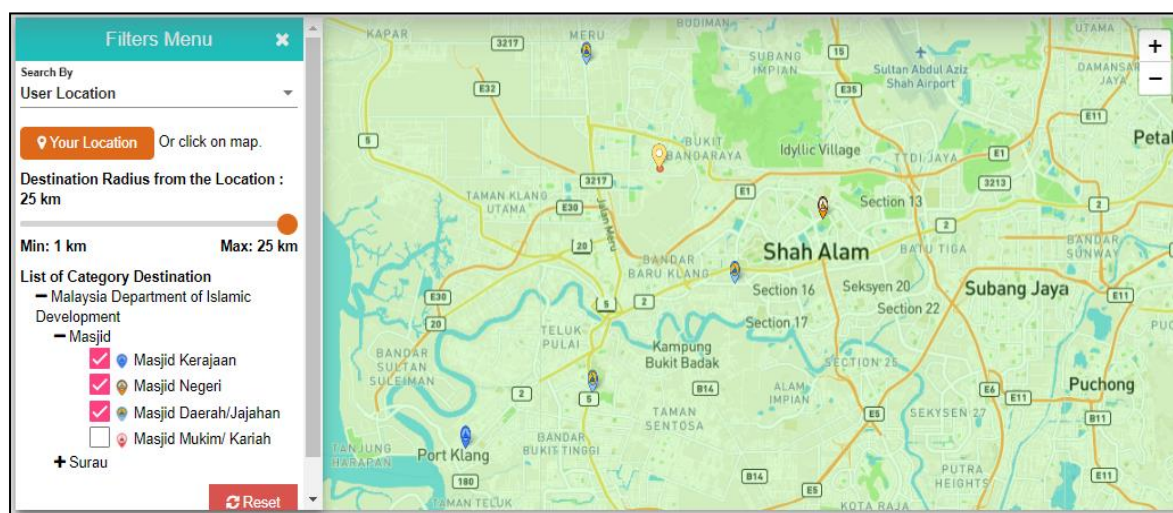 Filters Menu ×
Search By
User Location
Your Location Or click on map.
Destination Radius from the Location :
25 km
Min: 1 km Max: 25 km
List of Category Destination
Malaysia Department of Islamic
Development
Masjid
Masjid Kerajaan
Masjid Negeri
Masjid Daerah/Jajahan
Masjid Mukim/ Kariah
Surau
Reset
KAPAR
3217
MERU
BODIMAN
UTAMA
+
−
SUBANG
IMPIAN
15
Sultan Abdul Aziz
Shah Airport
DAMANSAR
JAYA
E32
E35
E11
5
BUKIT
BANDARAYA
Idyllic Village
TTDI JAYA
E1
Petal
3217
E1
3213
TAMAN KLANG
UTAMA
E30
Jalan Meru
Section 13
2
2
20
Shah Alam
BATU TIGA
BANDAR
SUNWAY
BANDAR
BARU KLANG
Section 16
Seksyen 20
Subang Jaya
E30
5
2
Section 22
E11
20
Section 17
TELUK
PULAI
Kampung
Bukit Badak
SECTION 25
BANDAR
SULTAN
SULEIMAN
2
5
B14
ALAM
IMPIAN
E6
E11
Puchong
TAMAN
SENTOSA
E5
SEKYSEN 27
B11
TANJUNG
HARAPAN
Port Klang
BANDAR
BUKIT TINGGI
180
B14
PUTRA
HEIGHTS
E11
TAMAN TELUK
E5
KOTA RAJA